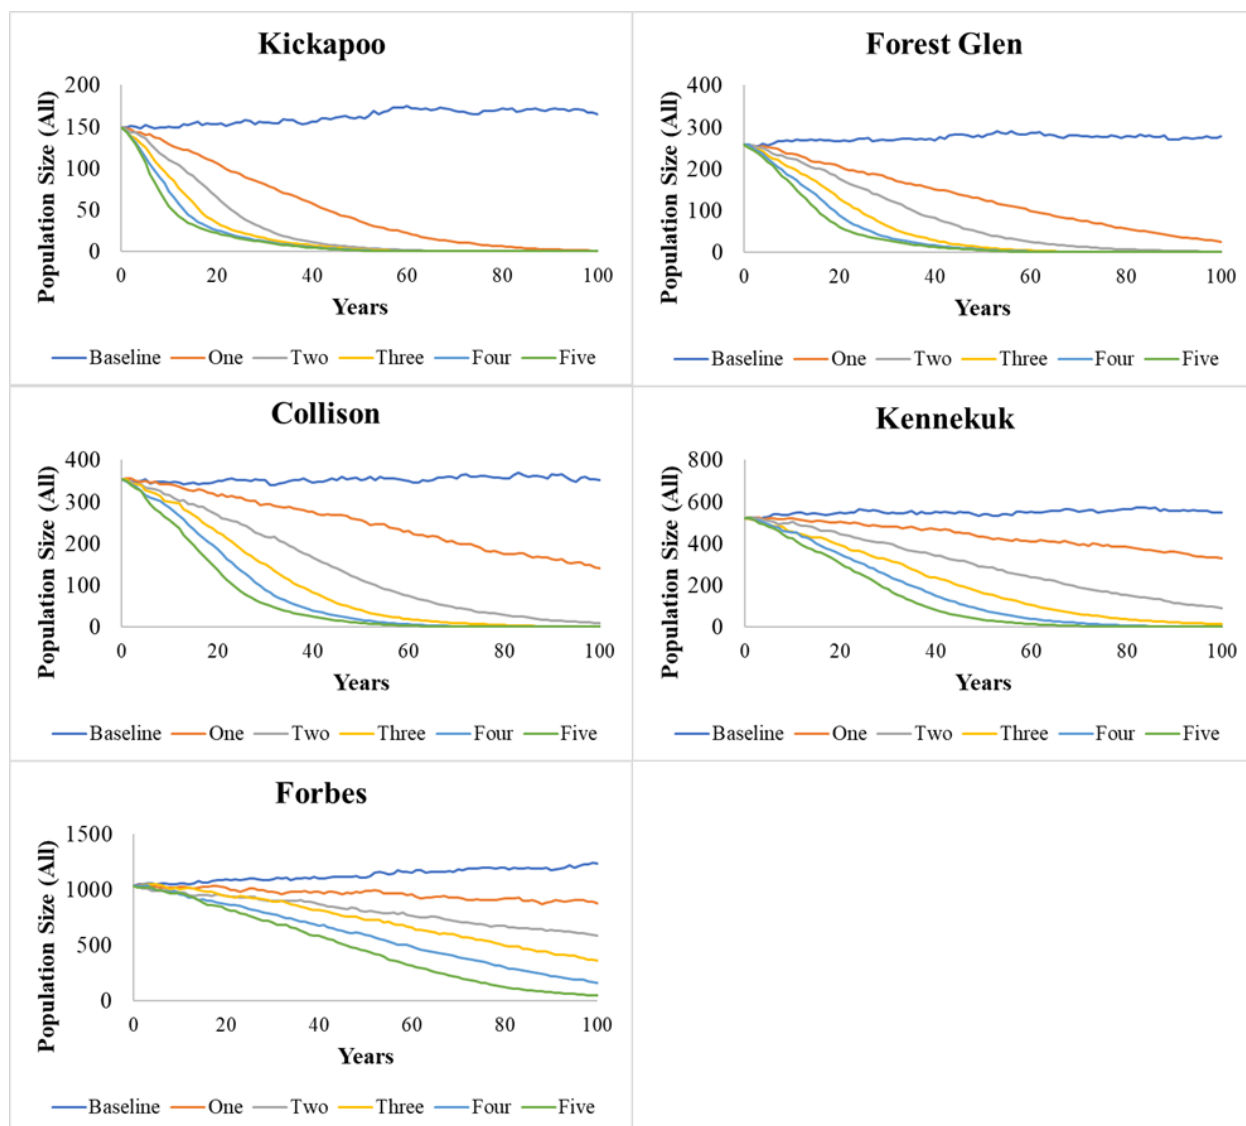 Kickapoo
Population Size (All)
200
150
100
50
0
0 20 40 60 80 100
Years
Baseline One Two Three Four Five
Forest Glen
Population Size (All)
400
300
200
100
0
0 20 40 60 80 100
Years
Baseline One Two Three Four Five
Collison
Population Size (All)
400
300
200
100
0
0 20 40 60 80 100
Years
Baseline One Two Three Four Five
Kennekuk
Population Size (All)
800
600
400
200
0
0 20 40 60 80 100
Years
Baseline One Two Three Four Five
Forbes
Population Size (All)
1500
1000
500
0
0 20 40 60 80 100
Years
Baseline One Two Three Four Five